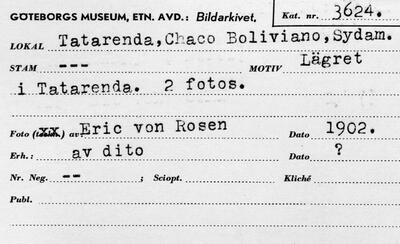 GÖTEBORGS MUSEUM, ETN. AVD.: Bildarkivet. Kat. nr. 3624.
LOKAL Tatarenda, Chaco Boliviano, Sydam.
STAM --- MOTIV Lägret
i Tatarenda. 2 fotos.
Foto (teckn.) av Eric von Rosen Dato 1902.
Erh.: av dito Dato ?
Nr. Neg. -- ; Sciopt. Kliché
Publ.